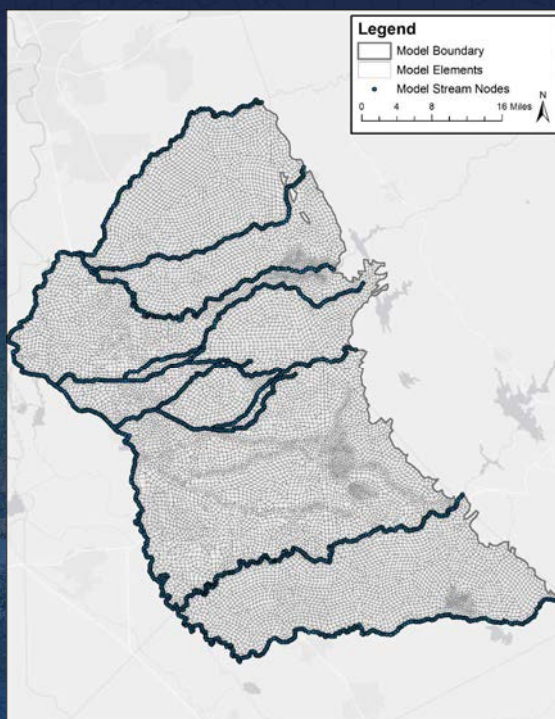 Legend
Model Boundary
Model Elements
Model Stream Nodes
N
0 4 8 16 Miles